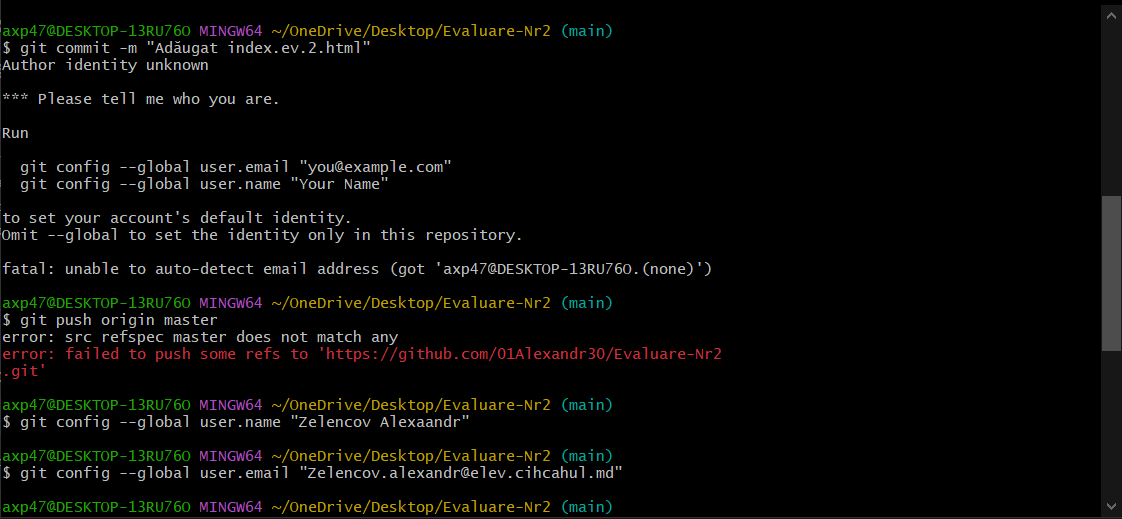 axp47@DESKTOP-13RU76O MINGW64 ~/OneDrive/Desktop/Evaluare-Nr2 (main)
$ git commit -m "Adăugat index.ev.2.html"
Author identity unknown

*** Please tell me who you are.

Run

  git config --global user.email "you@example.com"
  git config --global user.name "Your Name"

to set your account's default identity.
Omit --global to set the identity only in this repository.

fatal: unable to auto-detect email address (got 'axp47@DESKTOP-13RU76O.(none)')

axp47@DESKTOP-13RU76O MINGW64 ~/OneDrive/Desktop/Evaluare-Nr2 (main)
$ git push origin master
error: src refspec master does not match any
error: failed to push some refs to 'https://github.com/01Alexandr30/Evaluare-Nr2
.git'

axp47@DESKTOP-13RU76O MINGW64 ~/OneDrive/Desktop/Evaluare-Nr2 (main)
$ git config --global user.name "Zelencov Alexaandr"

axp47@DESKTOP-13RU76O MINGW64 ~/OneDrive/Desktop/Evaluare-Nr2 (main)
$ git config --global user.email "Zelencov.alexandr@elev.cihcahul.md"

axp47@DESKTOP-13RU76O MINGW64 ~/OneDrive/Desktop/Evaluare-Nr2 (main)